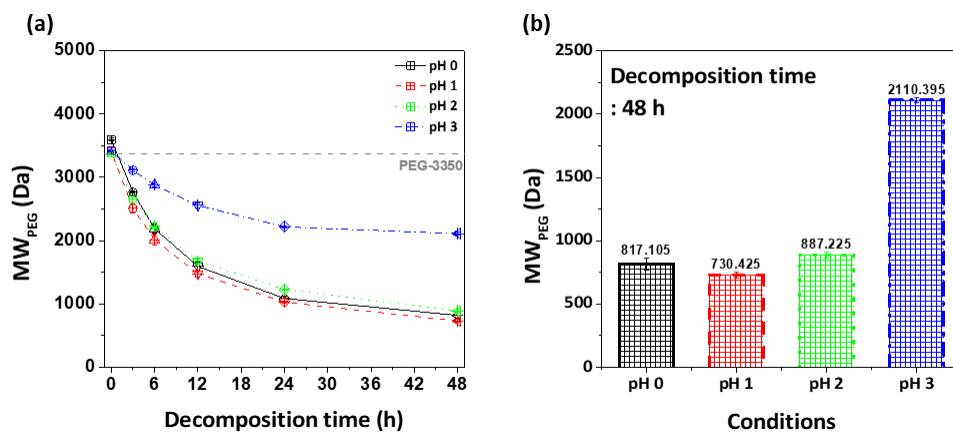 (a)
5000
4000
3000
2000
1000
0
MW_PEG (Da)
pH 0
pH 1
pH 2
pH 3
PEG-3350
0 6 12 18 24 30 36 42 48
Decomposition time (h)
(b)
2500
2000
1500
1000
500
0
MW_PEG (Da)
Decomposition time
: 48 h
817.105
730.425
887.225
2110.395
pH 0 pH 1 pH 2 pH 3
Conditions